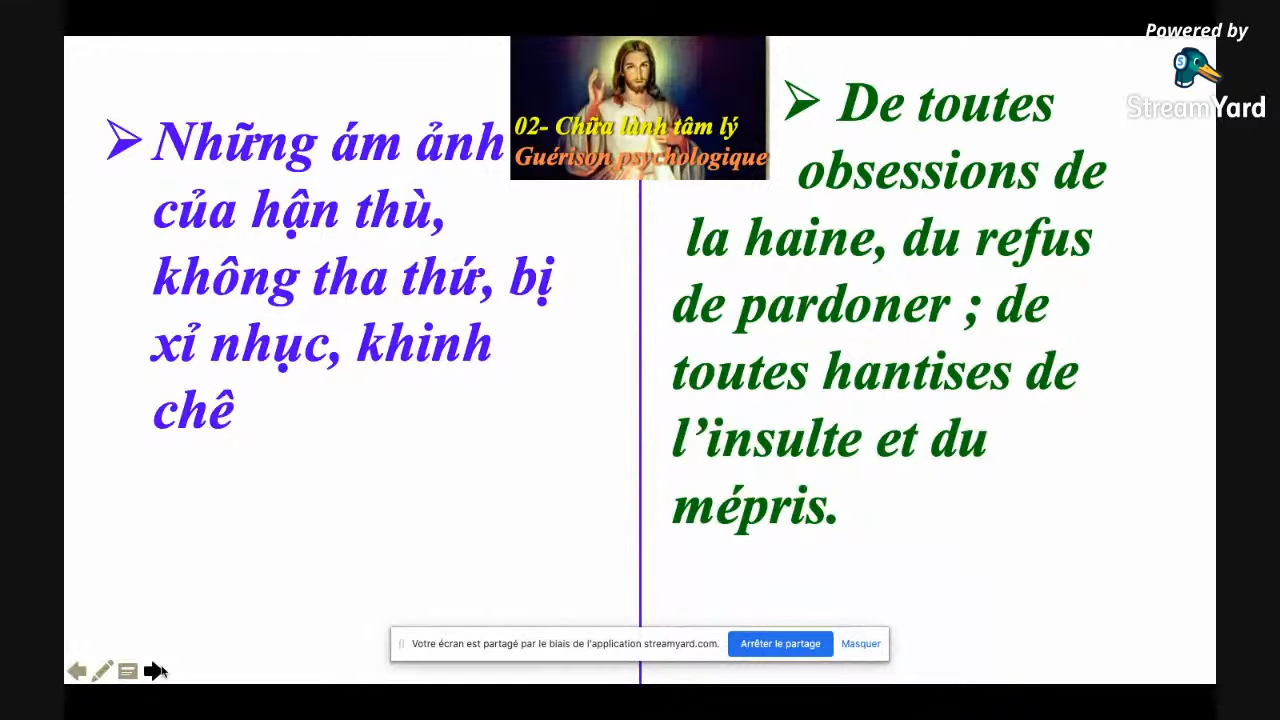 Powered by
StreamYard
02- Chữa lành tâm lý
Guérison psychologique
➢ Những ám ảnh
của hận thù,
không tha thứ, bị
xỉ nhục, khinh
chê
➢ De toutes
obsessions de
la haine, du refus
de pardoner ; de
toutes hantises de
l’insulte et du
mépris.
Votre écran est partagé par le biais de l'application streamyard.com.
Arrêter le partage
Masquer